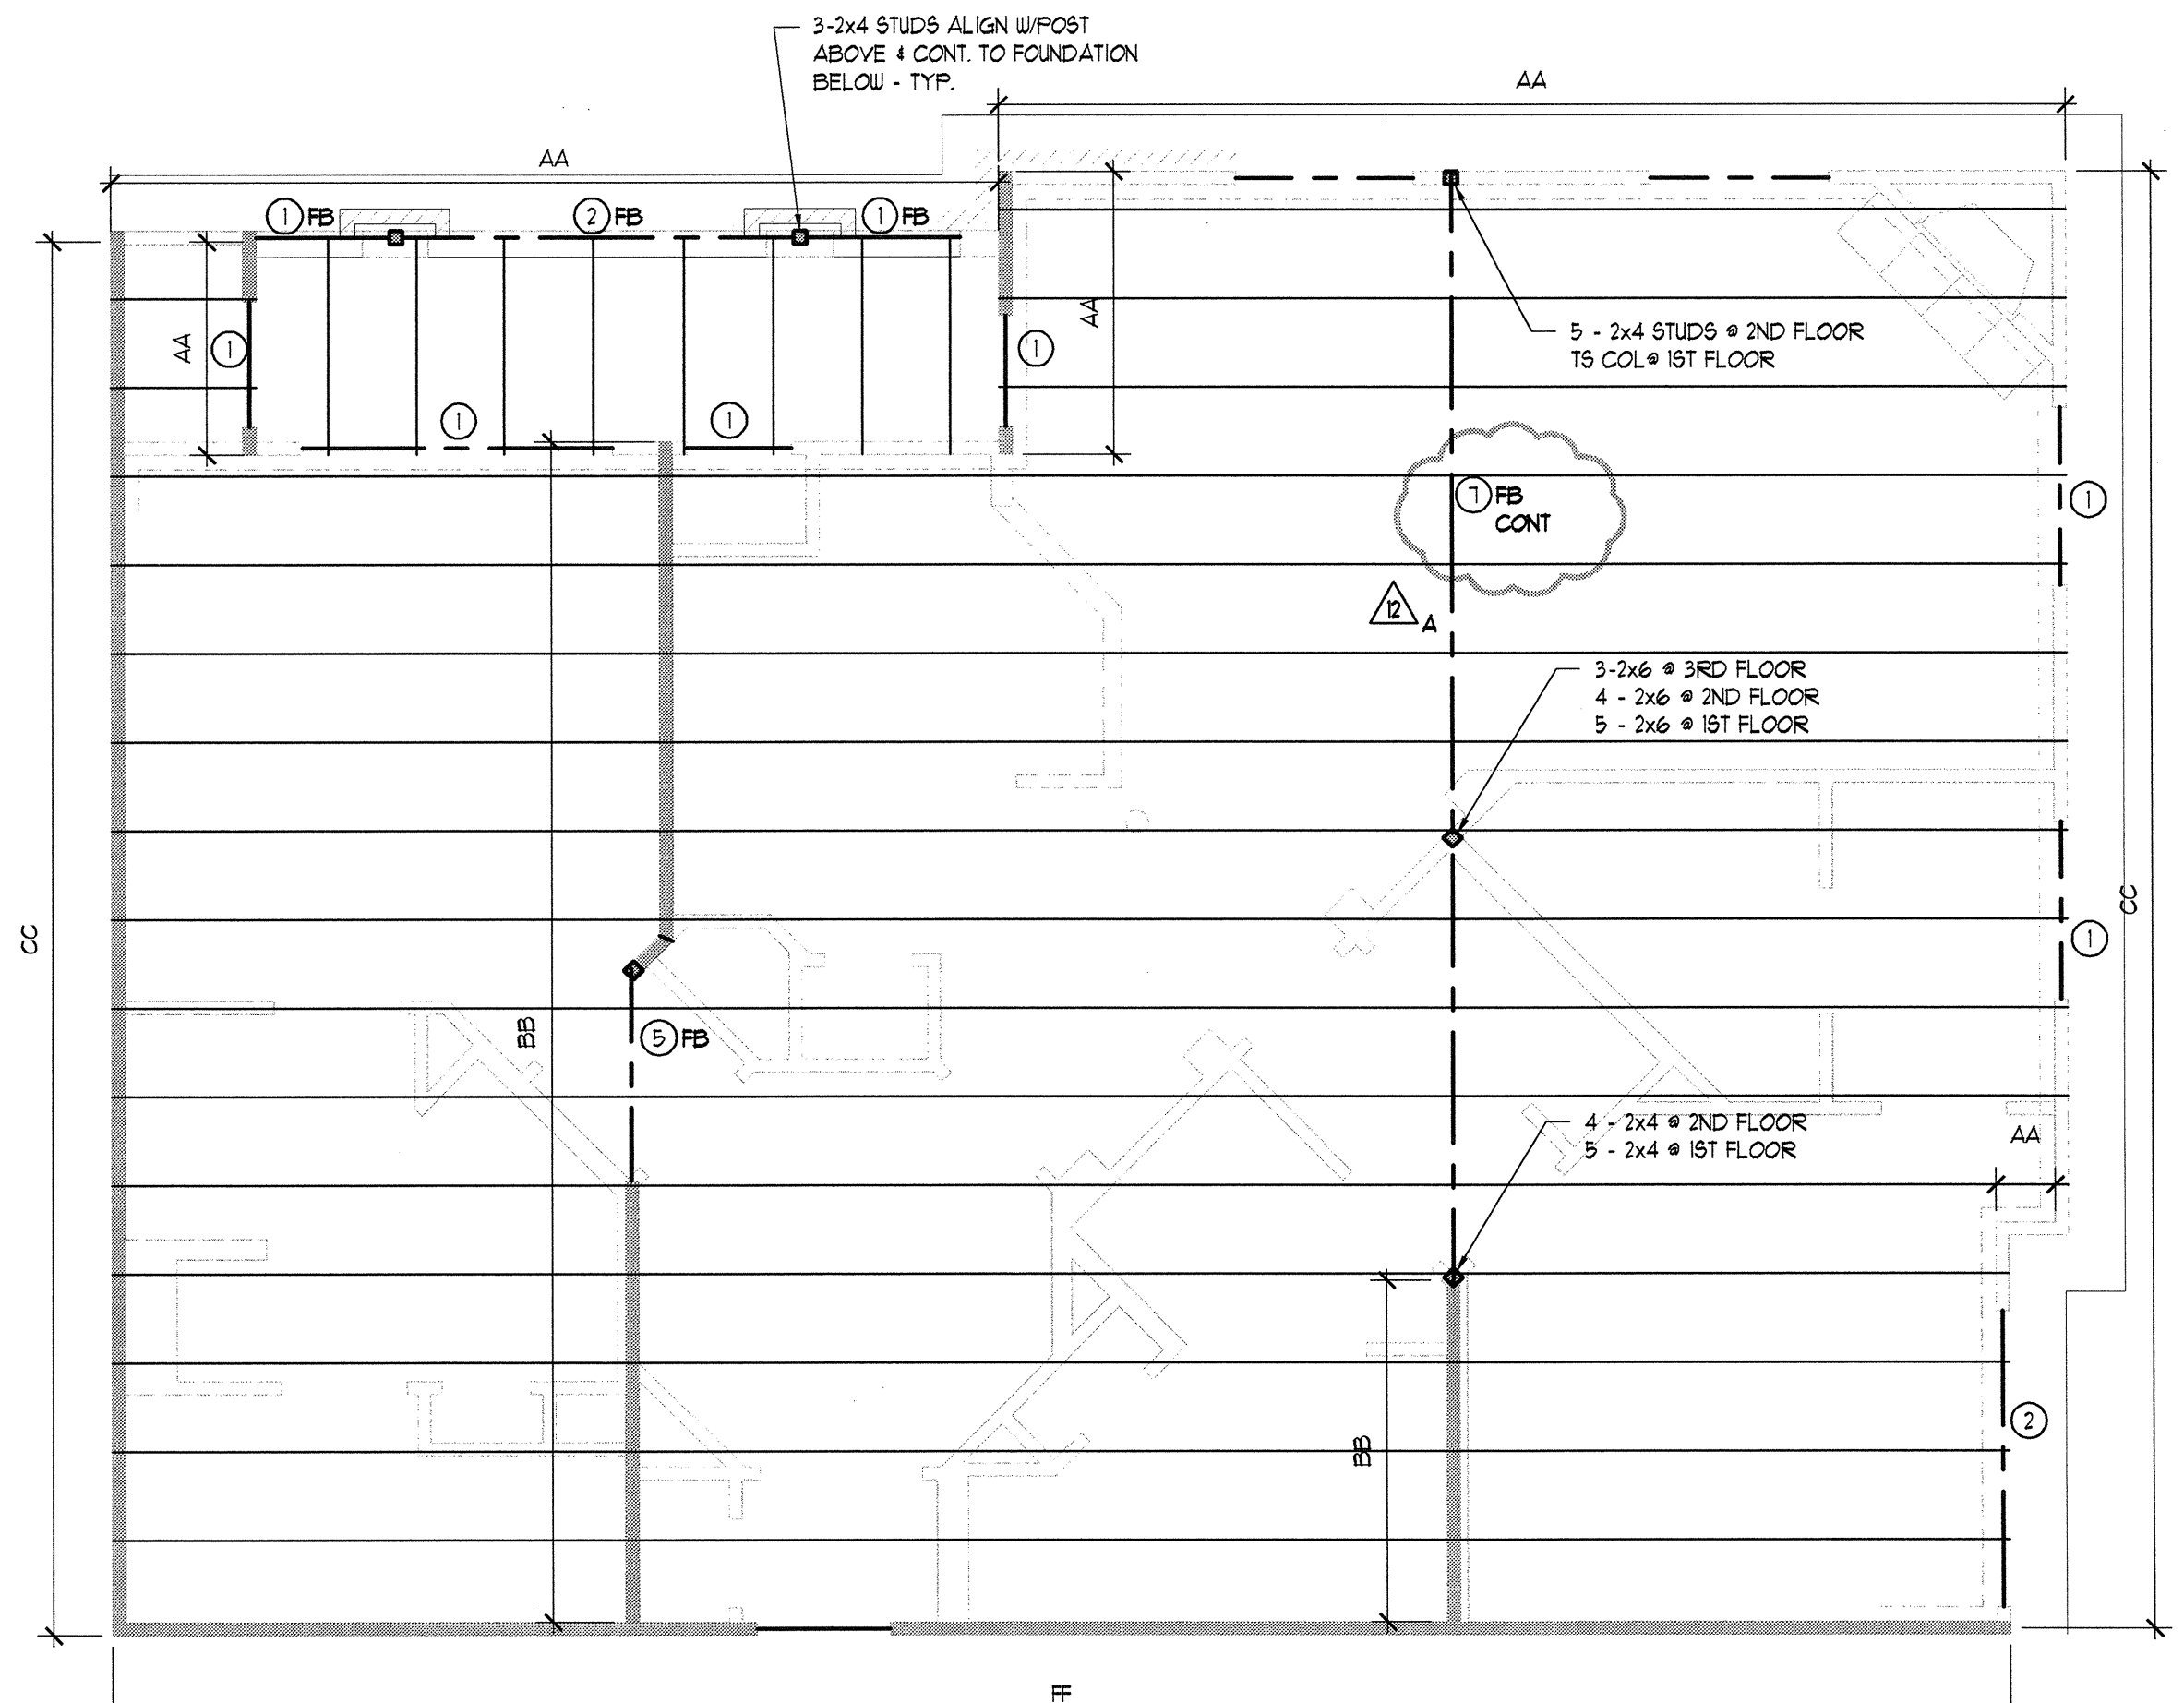 3-2x4 STUDS ALIGN W/POST
ABOVE & CONT. TO FOUNDATION
BELOW - TYP.
AA
AA
1 FB
2 FB
1 FB
AA
1
AA
1
5 - 2x4 STUDS @ 2ND FLOOR
TS COL @ 1ST FLOOR
1
1
7 FB
CONT
1
12 A
3-2x6 @ 3RD FLOOR
4 - 2x6 @ 2ND FLOOR
5 - 2x6 @ 1ST FLOOR
CC
CC
1
BB
5 FB
4 - 2x4 @ 2ND FLOOR
5 - 2x4 @ 1ST FLOOR
AA
2
BB
FF